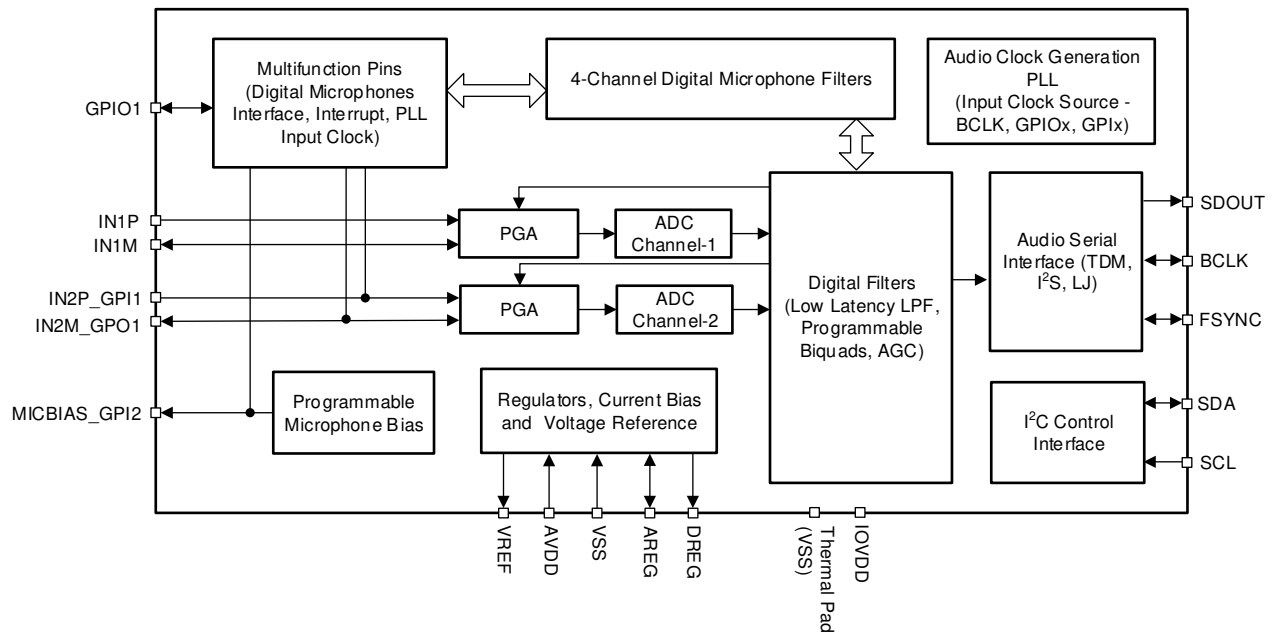 Multifunction Pins
(Digital Microphones
Interface, Interrupt, PLL
Input Clock)
4-Channel Digital Microphone Filters
Audio Clock Generation
PLL
(Input Clock Source -
BCLK, GPIOx, GPIx)
GPIO1
IN1P
IN1M
IN2P_GPI1
IN2M_GPO1
MICBIAS_GPI2
PGA
ADC
Channel-1
PGA
ADC
Channel-2
Digital Filters
(Low Latency LPF,
Programmable
Biquads, AGC)
Audio Serial
Interface (TDM,
I²S, LJ)
SDOUT
BCLK
FSYNC
Programmable
Microphone Bias
Regulators, Current Bias
and Voltage Reference
I²C Control
Interface
SDA
SCL
VREF
AVDD
VSS
AREG
DREG
Thermal Pad
(VSS)
IOVDD